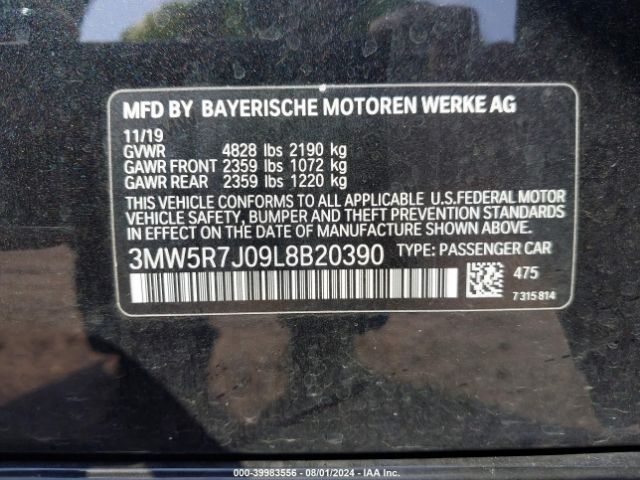 MFD BY BAYERISCHE MOTOREN WERKE AG
11/19
GVWR 4828 lbs 2190 kg
GAWR FRONT 2359 lbs 1072 kg
GAWR REAR 2359 lbs 1220 kg
THIS VEHICLE CONFORMS TO ALL APPLICABLE U.S.FEDERAL MOTOR
VEHICLE SAFETY, BUMPER AND THEFT PREVENTION STANDARDS
IN EFFECT ON THE DATE OF MANUFACTURE SHOWN ABOVE.
3MW5R7J09L8B20390 TYPE: PASSENGER CAR
475
7 315 814
000-39983556 - 08/01/2024 - IAA Inc.